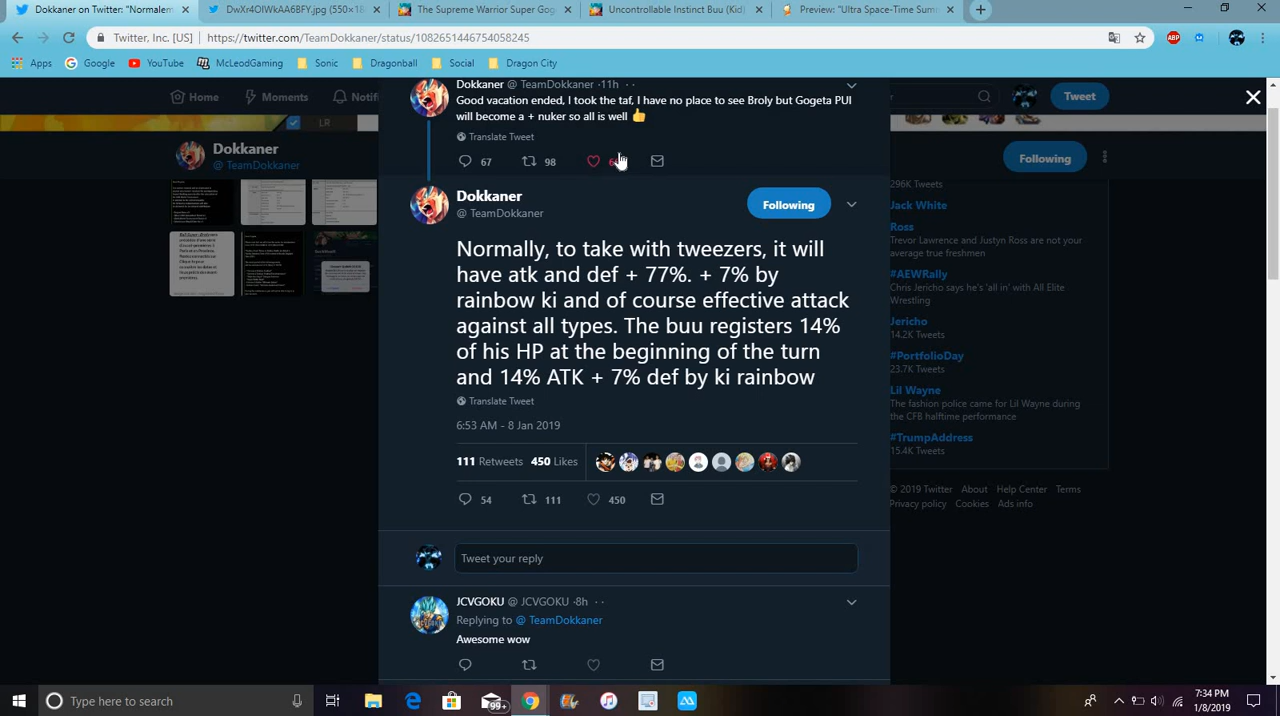 Twitter "Normalem
DwXr4OIWkAA6BFY.jpg (550×18
The Supreme Warrior Super Gog
Uncontrollable Instinct Buu (Kid)
Gogeta "Ultra Space Time Summ
Twitter, Inc. [US] | https://twitter.com/TeamDokkaner/status/1082651446754058245
Apps Google YouTube McLeodGaming Sonic Dragonball Social Dragon City
Home Moments Notifi
Tweet
LR
Dokkaner
@ TeamDokkaner
Following
Dokkaner @ TeamDokkaner ·11h
Good vacation ended, I took the taf, I have no place to see Broly but Gogeta PUI
will become a + nuker so all is well 👍
Translate Tweet
67 98
Dokkaner
@ TeamDokkaner
Following
Normally, to take with tweezers, it will
have atk and def + 77% + 7% by
rainbow ki and of course effective attack
against all types. The buu registers 14%
of his HP at the beginning of the turn
and 14% ATK + 7% def by ki rainbow
Translate Tweet
6:53 AM - 8 Jan 2019
111 Retweets 450 Likes
54 111 450
Tweet your reply
JCVGOKU @ JCVGOKU ·8h
Replying to @ TeamDokkaner
Awesome wow
296K Tweets
Jack White
Ross
Trevor Lawrence and Justyn Ross are not your
average true freshmen
#AEWRally
Chris Jericho says he's 'all in' with All Elite
Wrestling
Jericho
14.2K Tweets
#PortfolioDay
23.7K Tweets
Lil Wayne
The fashion police came for Lil Wayne during
the CFB halftime performance
#TrumpAddress
15.4K Tweets
© 2019 Twitter About Help Center Terms
Privacy policy Cookies Ads info
Type here to search
99+
7:34 PM
1/8/2019